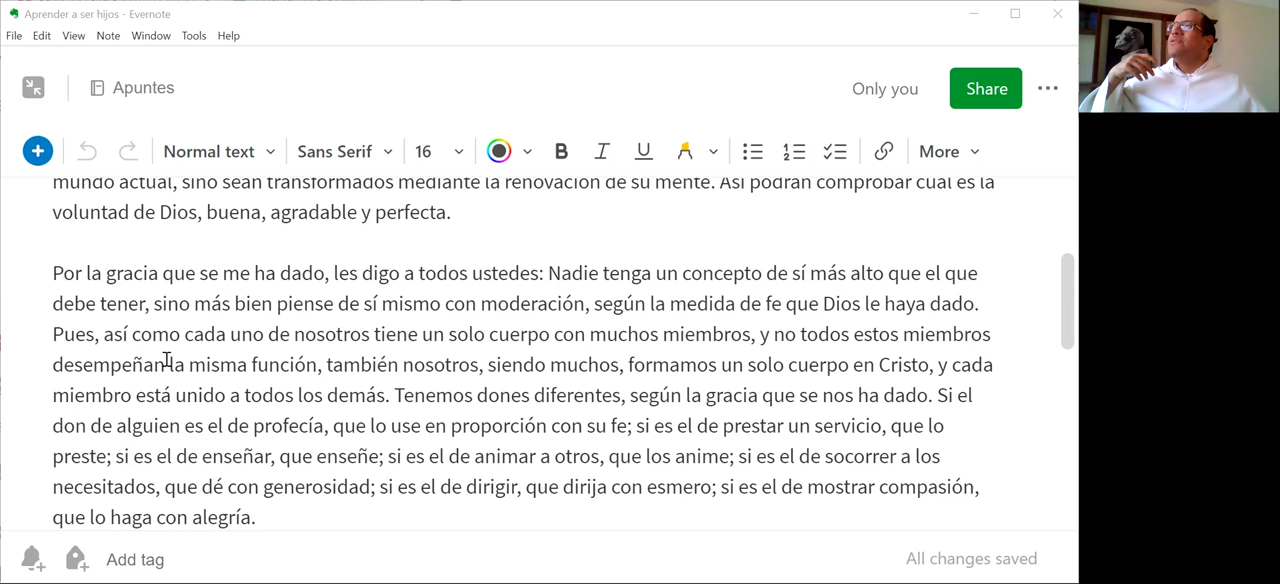 Aprender a ser hijos - Evernote
File Edit View Note Window Tools Help
Apuntes
Only you
Share
Normal text
Sans Serif
16
B I U
More
mundo actual, sino sean transformados mediante la renovación de su mente. Así podrán comprobar cuál es la
voluntad de Dios, buena, agradable y perfecta.
Por la gracia que se me ha dado, les digo a todos ustedes: Nadie tenga un concepto de sí más alto que el que
debe tener, sino más bien piense de sí mismo con moderación, según la medida de fe que Dios le haya dado.
Pues, así como cada uno de nosotros tiene un solo cuerpo con muchos miembros, y no todos estos miembros
desempeñan la misma función, también nosotros, siendo muchos, formamos un solo cuerpo en Cristo, y cada
miembro está unido a todos los demás. Tenemos dones diferentes, según la gracia que se nos ha dado. Si el
don de alguien es el de profecía, que lo use en proporción con su fe; si es el de prestar un servicio, que lo
preste; si es el de enseñar, que enseñe; si es el de animar a otros, que los anime; si es el de socorrer a los
necesitados, que dé con generosidad; si es el de dirigir, que dirija con esmero; si es el de mostrar compasión,
que lo haga con alegría.
Add tag
All changes saved